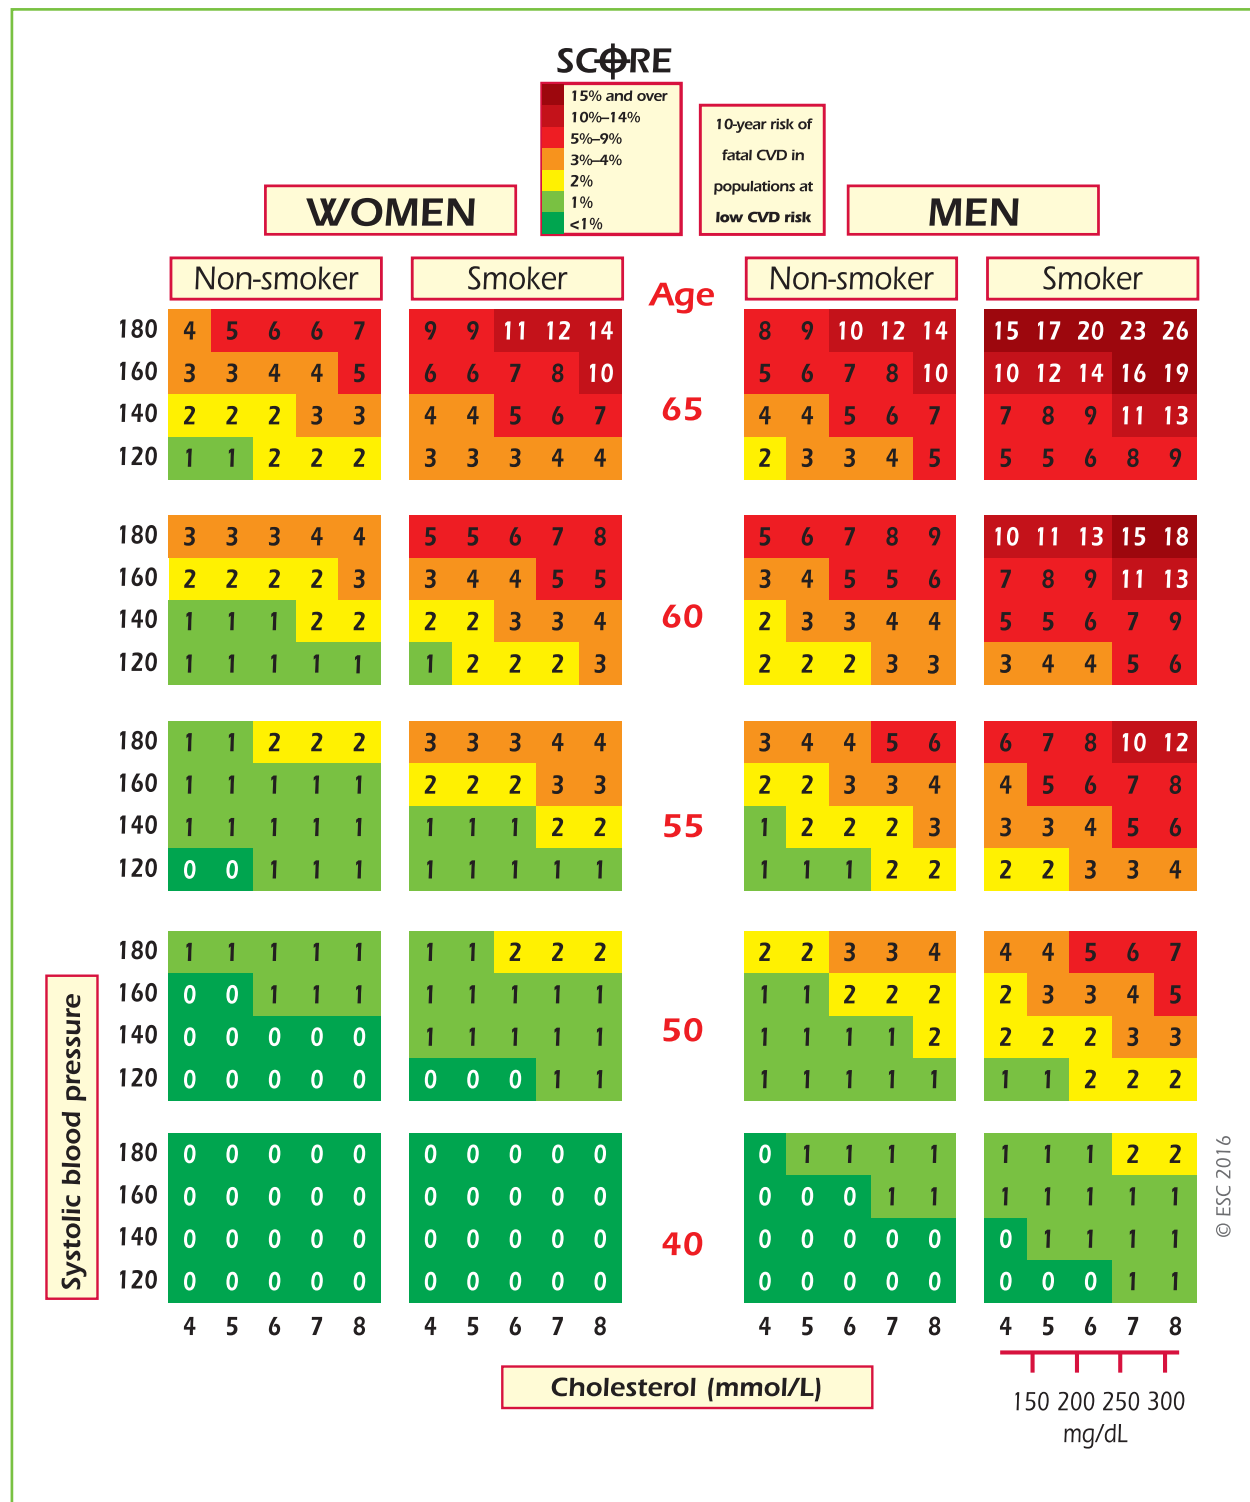 SCORE
15% and over
10%–14%
5%–9%
3%–4%
2%
1%
<1%
10-year risk of
fatal CVD in
populations at
low CVD risk
WOMEN
MEN
Non-smoker Smoker Age Non-smoker Smoker
180 4 5 6 6 7 9 9 11 12 14 8 9 10 12 14 15 17 20 23 26
160 3 3 4 4 5 6 6 7 8 10 5 6 7 8 10 10 12 14 16 19
65
140 2 2 2 3 3 4 4 5 6 7 4 4 5 6 7 7 8 9 11 13
120 1 1 2 2 2 3 3 3 4 4 2 3 3 4 5 5 5 6 8 9
180 3 3 3 4 4 5 5 6 7 8 5 6 7 8 9 10 11 13 15 18
160 2 2 2 2 3 3 4 4 5 5 3 4 5 5 6 7 8 9 11 13
60
140 1 1 1 2 2 2 2 3 3 4 2 3 3 4 4 5 5 6 7 9
120 1 1 1 1 1 1 2 2 2 3 2 2 2 3 3 3 4 4 5 6
180 1 1 2 2 2 3 3 3 4 4 3 4 4 5 6 6 7 8 10 12
160 1 1 1 1 1 2 2 2 3 3 2 2 3 3 4 4 5 6 7 8
55
140 1 1 1 1 1 1 1 1 2 2 1 2 2 2 3 3 3 4 5 6
120 0 0 1 1 1 1 1 1 1 1 1 1 1 2 2 2 2 3 3 4
180 1 1 1 1 1 1 1 2 2 2 2 2 3 3 4 4 4 5 6 7
160 0 0 1 1 1 1 1 1 1 1 1 1 2 2 2 2 3 3 4 5
50
140 0 0 0 0 0 1 1 1 1 1 1 1 1 1 2 2 2 2 3 3
120 0 0 0 0 0 0 0 0 1 1 1 1 1 1 1 1 1 2 2 2
180 0 0 0 0 0 0 0 0 0 0 0 1 1 1 1 1 1 1 2 2
160 0 0 0 0 0 0 0 0 0 0 0 0 0 1 1 1 1 1 1 1
40
140 0 0 0 0 0 0 0 0 0 0 0 0 0 0 0 0 1 1 1 1
120 0 0 0 0 0 0 0 0 0 0 0 0 0 0 0 0 0 0 1 1
4 5 6 7 8 4 5 6 7 8 4 5 6 7 8 4 5 6 7 8
Systolic blood pressure
Cholesterol (mmol/L)
150 200 250 300
mg/dL
© ESC 2016